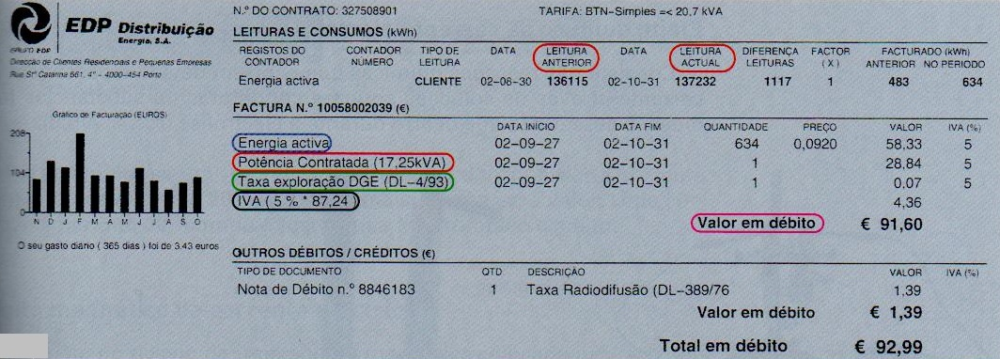 EDP Distribuição
Energia, S.A.
GRUPO EDP
Direcção de Clientes Residenciais e Pequenas Empresas
Rua Stª Catarina 661, 4° - 4000-454 Porto
Gráfico de Facturação (EUROS)
208
104
0
N D J F M A M J J A S O
O seu gasto diário ( 365 dias ) foi de 3.43 euros
N.º DO CONTRATO: 327508901 TARIFA: BTN-Simples =< 20,7 kVA
LEITURAS E CONSUMOS (kWh)
REGISTOS DO CONTADOR TIPO DE DATA LEITURA DATA LEITURA DIFERENÇA FACTOR FACTURADO (kWh)
CONTADOR NÚMERO LEITURA ANTERIOR ACTUAL LEITURAS ( X ) ANTERIOR NO PERIODO
Energia activa CLIENTE 02-08-30 136115 02-10-31 137232 1117 1 483 634
FACTURA N.º 10058002039 (€)
DATA INICIO DATA FIM QUANTIDADE PREÇO VALOR IVA (%)
Energia activa 02-09-27 02-10-31 634 0,0920 58,33 5
Potência Contratada (17,25kVA) 02-09-27 02-10-31 1 28,84 5
Taxa exploração DGE (DL-4/93) 02-09-27 02-10-31 1 0.07 5
IVA ( 5 % * 87,24 ) 4,36
Valor em débito € 91,60
OUTROS DÉBITOS / CRÉDITOS (€)
TIPO DE DOCUMENTO QTD DESCRIÇÃO VALOR IVA (%)
Nota de Débito n.º 8846183 1 Taxa Radiodifusão (DL-389/76 1,39
Valor em débito € 1,39
Total em débito € 92,99